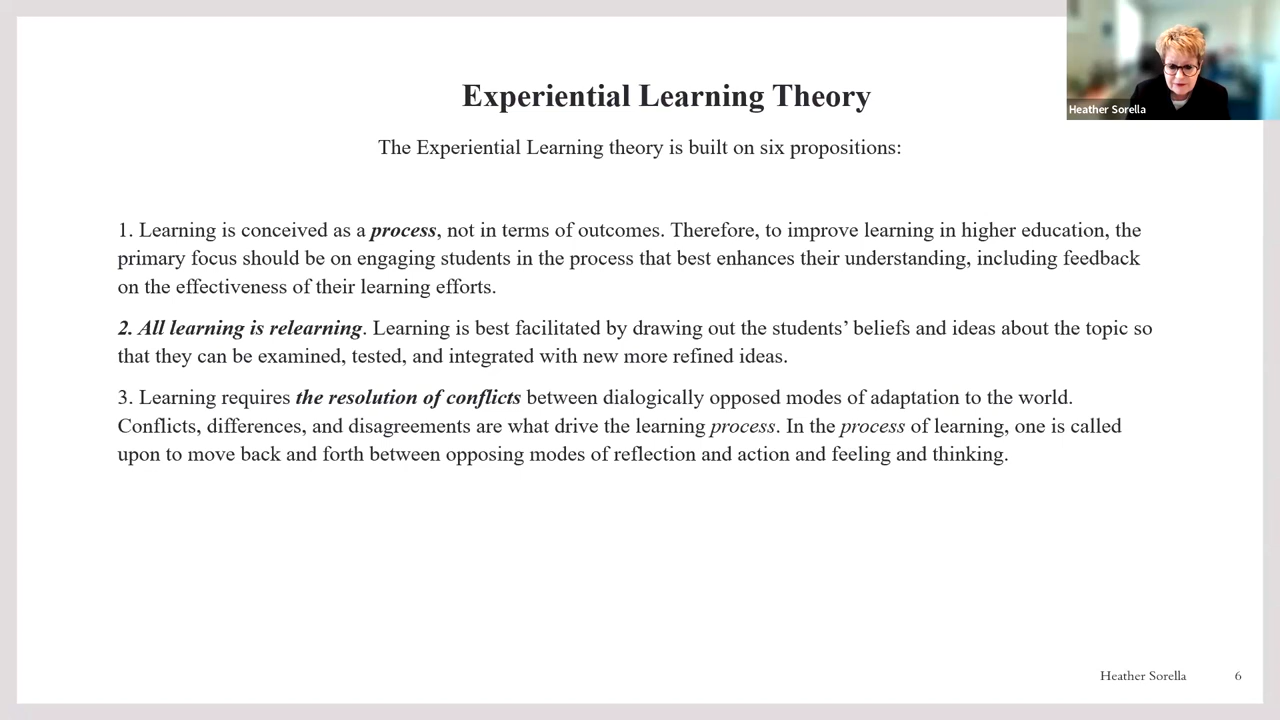 Experiential Learning Theory
Heather Sorella
The Experiential Learning theory is built on six propositions:
1. Learning is conceived as a process, not in terms of outcomes. Therefore, to improve learning in higher education, the
primary focus should be on engaging students in the process that best enhances their understanding, including feedback
on the effectiveness of their learning efforts.
2. All learning is relearning. Learning is best facilitated by drawing out the students’ beliefs and ideas about the topic so
that they can be examined, tested, and integrated with new more refined ideas.
3. Learning requires the resolution of conflicts between dialogically opposed modes of adaptation to the world.
Conflicts, differences, and disagreements are what drive the learning process. In the process of learning, one is called
upon to move back and forth between opposing modes of reflection and action and feeling and thinking.
Heather Sorella 6